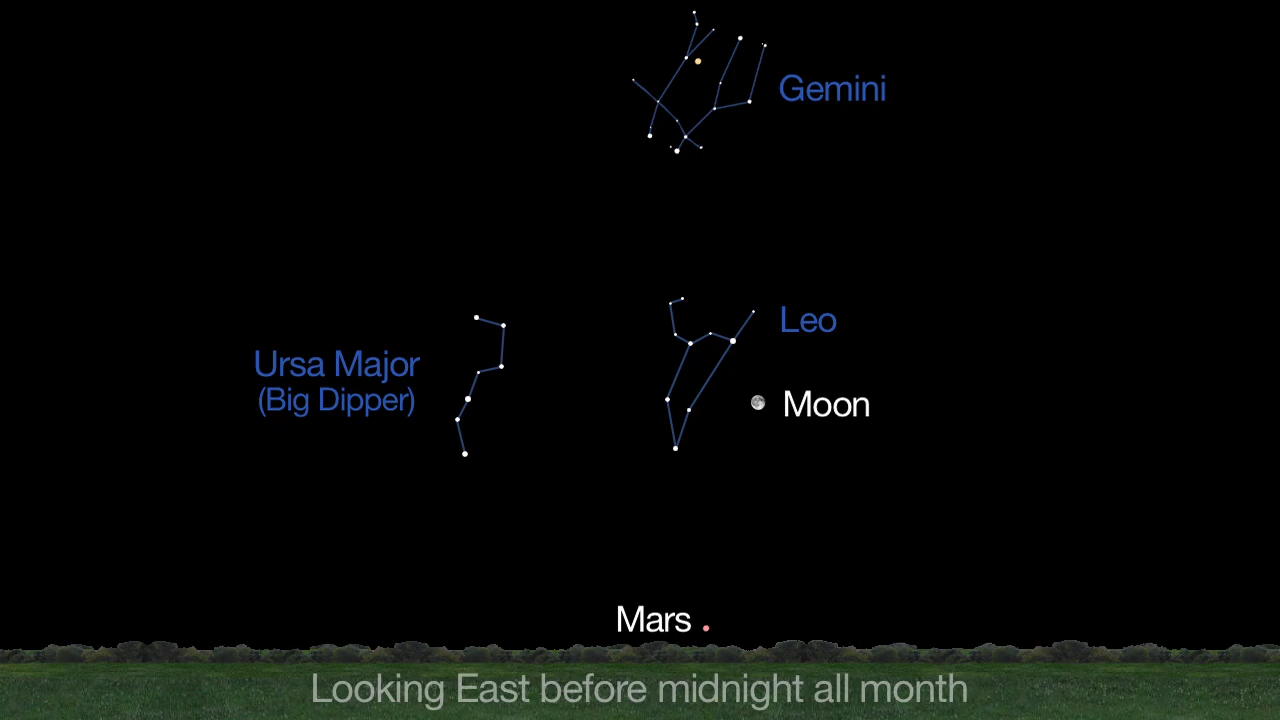 Gemini
Leo
Ursa Major
(Big Dipper)
Moon
Mars
Looking East before midnight all month